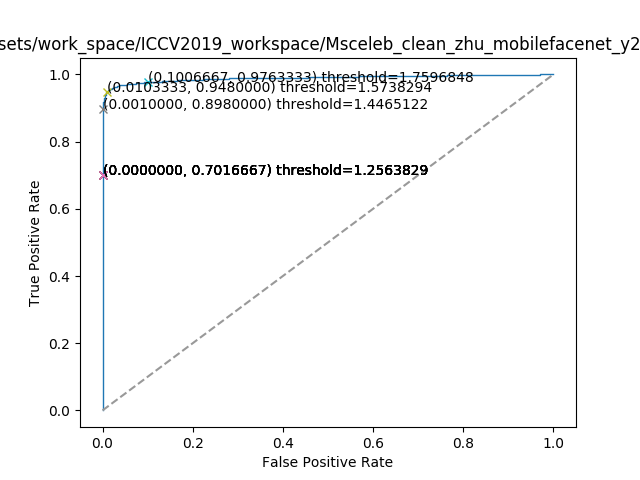 sets/work_space/ICCV2019_workspace/Msceleb_clean_zhu_mobilefacenet_y2
1.0
(0.1006667, 0.9763333) threshold=1.7596848
(0.0103333, 0.9480000) threshold=1.5738294
(0.0010000, 0.8980000) threshold=1.4465122
0.8
(0.0000000, 0.7016667) threshold=1.2563829
0.6
0.4
0.2
0.0
True Positive Rate
0.0 0.2 0.4 0.6 0.8 1.0
False Positive Rate